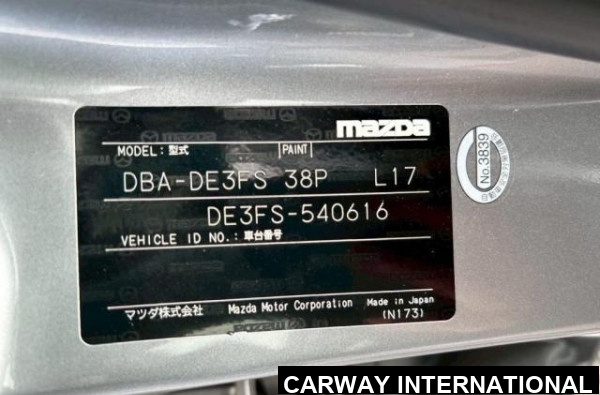 mazda
MODEL: 型式 PAINT
DBA-DE3FS 38P L17
DE3FS-540616
VEHICLE ID NO.: 車台番号
マツダ株式会社 Mazda Motor Corporation Made in Japan
(N173)
No.3839
CARWAY INTERNATIONAL